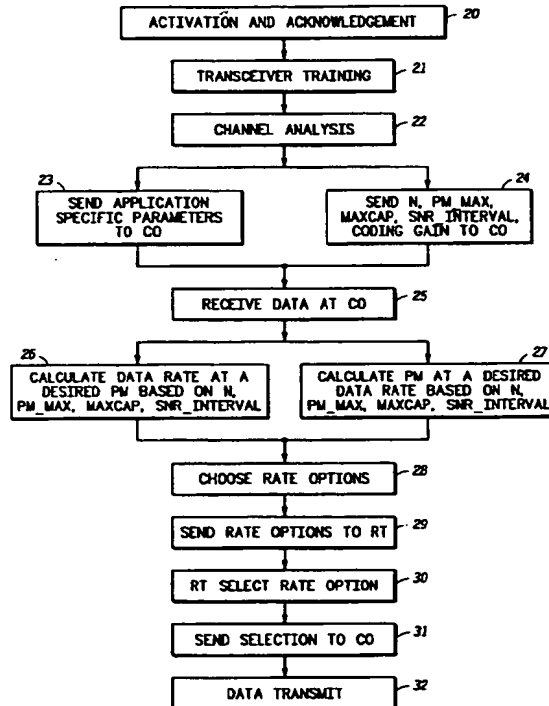 ACTIVATION AND ACKNOWLEDGEMENT
20
TRANSCEIVER TRAINING
21
CHANNEL ANALYSIS
22
23
SEND APPLICATION
SPECIFIC PARAMETERS
TO CO
24
SEND N, PM_MAX,
MAXCAP, SNR_INTERVAL,
CODING GAIN TO CO
RECEIVE DATA AT CO
25
26
CALCULATE DATA RATE AT A
DESIRED PM BASED ON N,
PM_MAX, MAXCAP, SNR_INTERVAL
27
CALCULATE PM AT A DESIRED
DATA RATE BASED ON N,
PM_MAX, MAXCAP, SNR_INTERVAL
CHOOSE RATE OPTIONS
28
SEND RATE OPTIONS TO RT
29
RT SELECT RATE OPTION
30
SEND SELECTION TO CO
31
DATA TRANSMIT
32